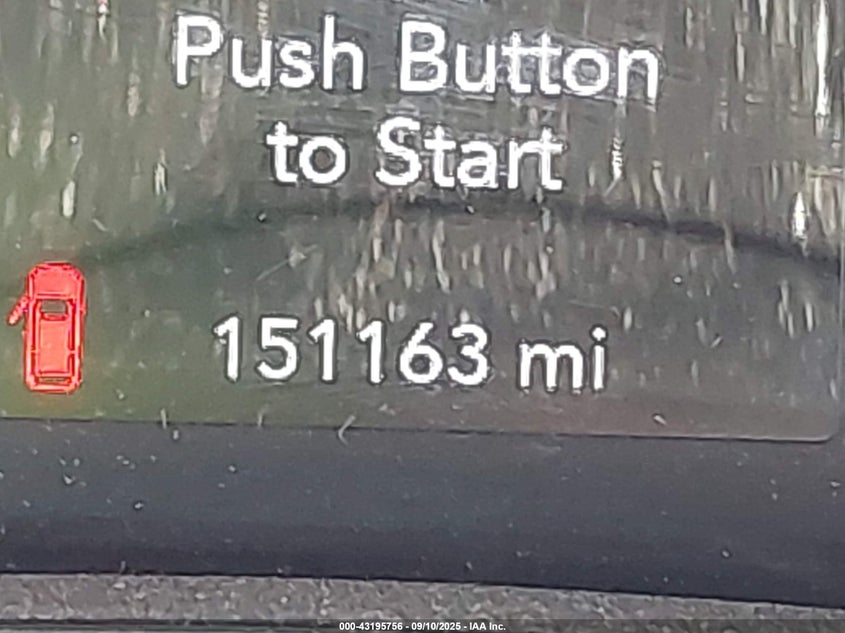 Push Button
to Start
151163 mi
000-43195756 - 09/10/2025 - IAA Inc.